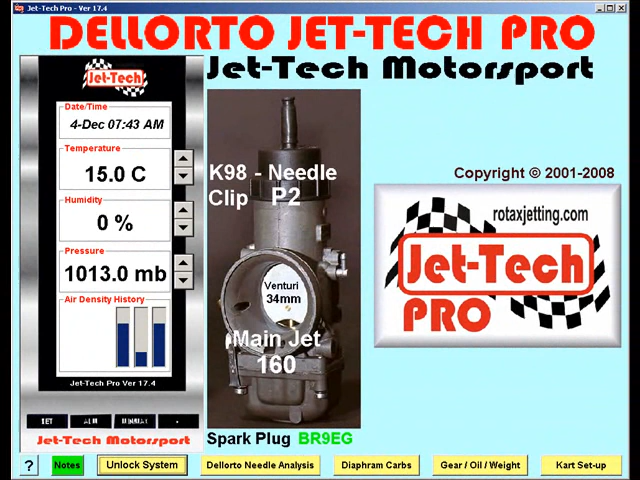 Jet-Tech Pro - Ver 17.4
DELLORTO JET-TECH PRO
Jet-Tech Motorsport
Jet-Tech
Date/Time
4-Dec 07:43 AM
Temperature
15.0 C
Humidity
0 %
Pressure
1013.0 mb
Air Density History
Jet-Tech Pro Ver 17.4
SET
Jet-Tech Motorsport
K98 - Needle
Clip P2
Venturi
34mm
Main Jet
160
Spark Plug BR9EG
Copyright © 2001-2008
rotaxjetting.com
Jet-Tech
PRO
? Notes Unlock System Dellorto Needle Analysis Diaphram Carbs Gear / Oil / Weight Kart Set-up